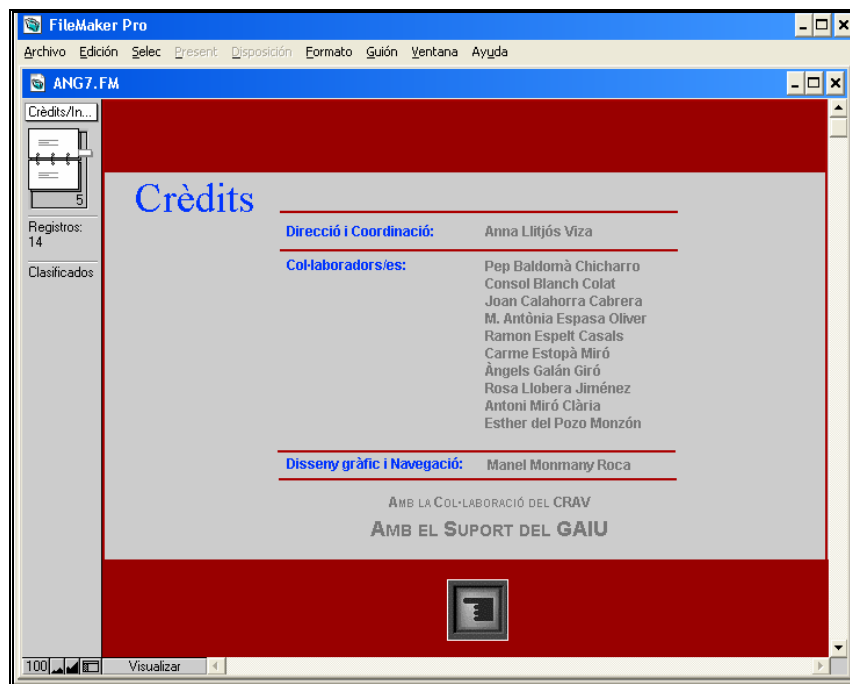 FileMaker Pro
Archivo Edición Selec Present Disposición Formato Guión Ventana Ayuda
ANG7.FM
Crèdits/In...
5
Registros:
14
Clasificados
Crèdits
Direcció i Coordinació: Anna Llitjós Viza
Col·laboradors/es: Pep Baldomà Chicharro
Consol Blanch Colat
Joan Calahorra Cabrera
M. Antònia Espasa Oliver
Ramon Espelt Casals
Carme Estopà Miró
Àngels Galán Giró
Rosa Llobera Jiménez
Antoni Miró Clària
Esther del Pozo Monzón
Disseny gràfic i Navegació: Manel Monmany Roca
AMB LA COL·LABORACIÓ DEL CRAV
AMB EL SUPORT DEL GAIU
100 Visualizar